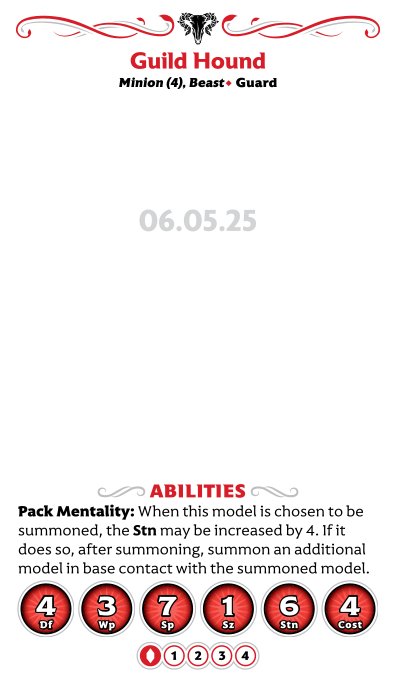 Guild Hound
Minion (4), Beast♦ Guard
06.05.25
ABILITIES
Pack Mentality: When this model is chosen to be
summoned, the Stn may be increased by 4. If it
does so, after summoning, summon an additional
model in base contact with the summoned model.
4 3 7 1 6 4
Df Wp Sp Sz Stn Cost
1 2 3 4